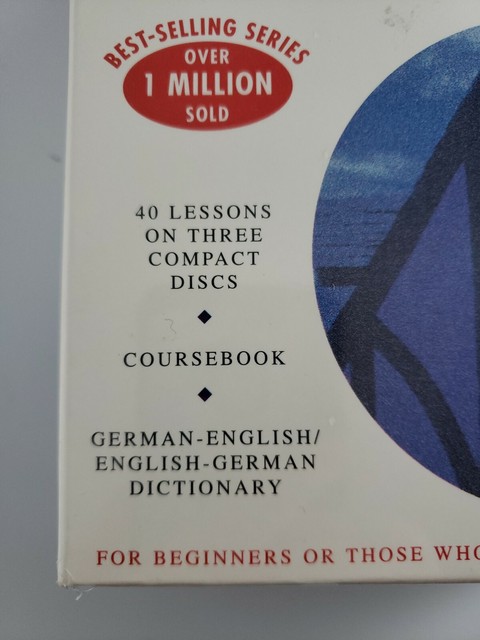 BEST-SELLING SERIES
OVER
1 MILLION
SOLD
40 LESSONS
ON THREE
COMPACT
DISCS
COURSEBOOK
GERMAN-ENGLISH/
ENGLISH-GERMAN
DICTIONARY
FOR BEGINNERS OR THOSE WHO